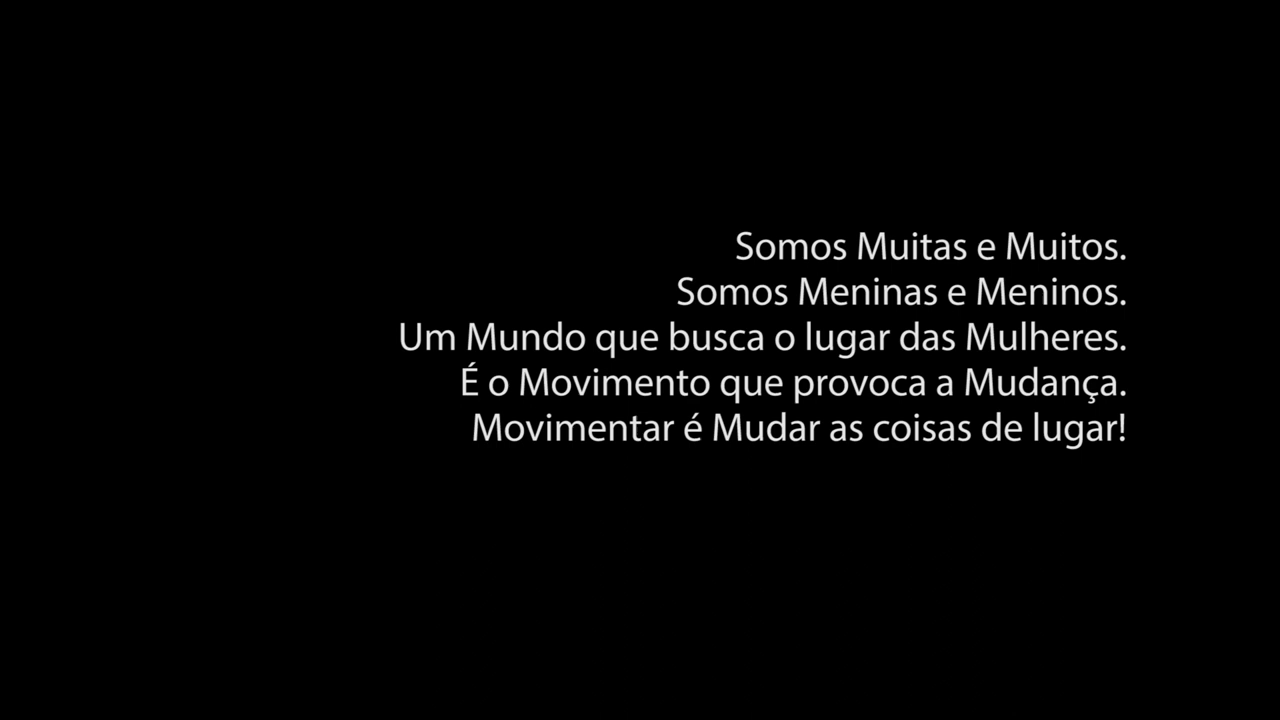 Somos Muitas e Muitos.
Somos Meninas e Meninos.
Um Mundo que busca o lugar das Mulheres.
É o Movimento que provoca a Mudança.
Movimentar é Mudar as coisas de lugar!